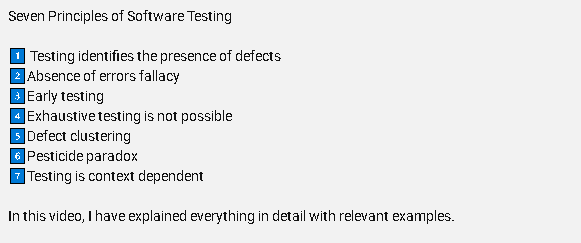 Seven Principles of Software Testing
1 Testing identifies the presence of defects
2 Absence of errors fallacy
3 Early testing
4 Exhaustive testing is not possible
5 Defect clustering
6 Pesticide paradox
7 Testing is context dependent
In this video, I have explained everything in detail with relevant examples.